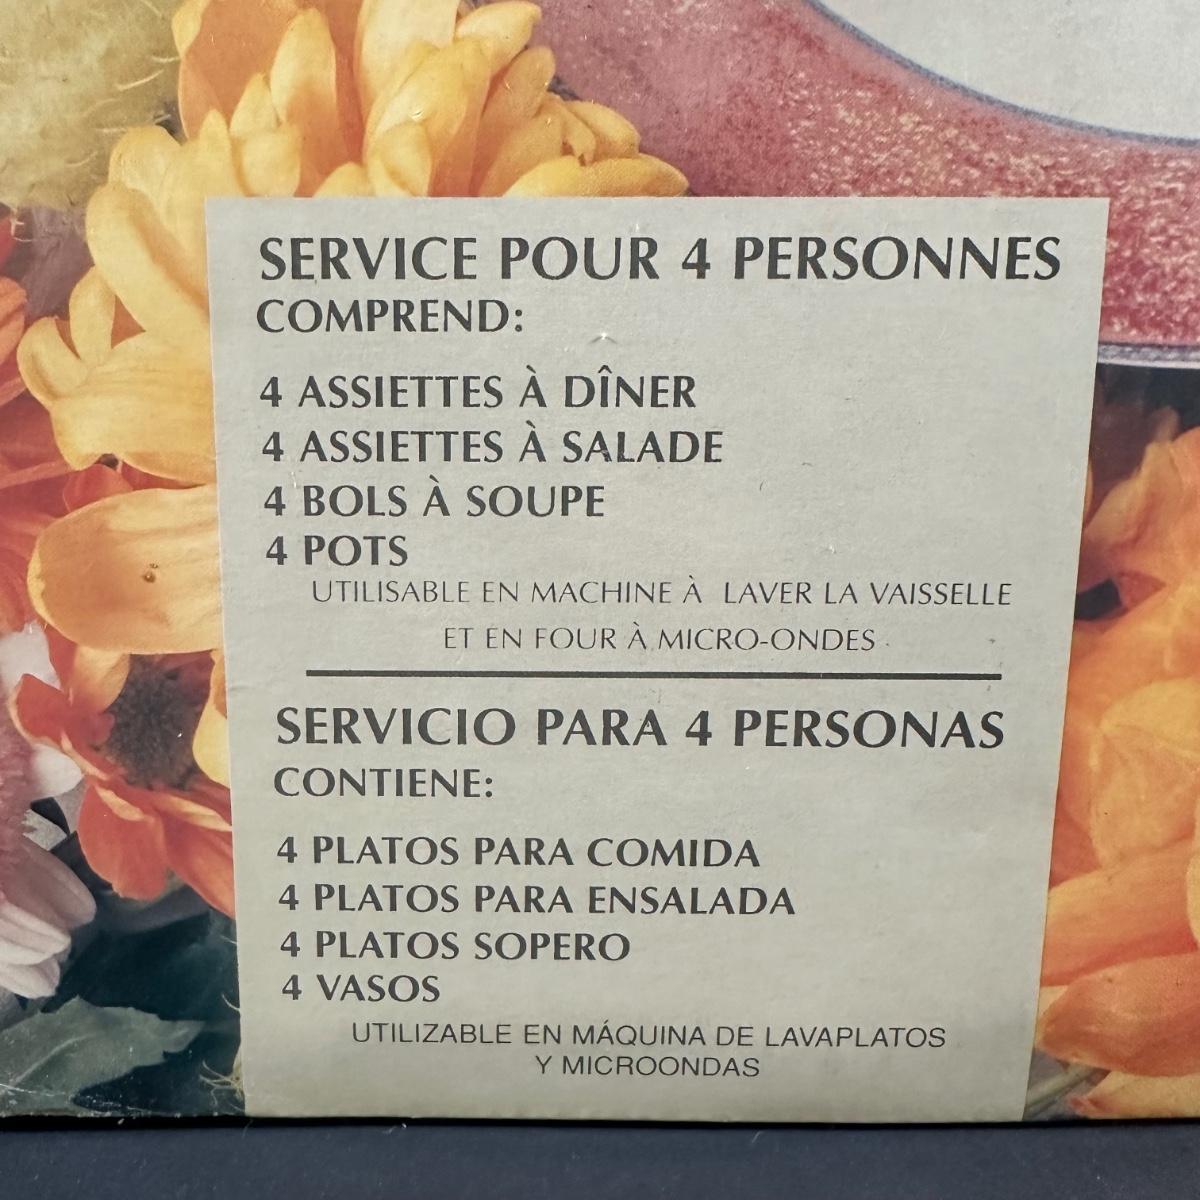 SERVICE POUR 4 PERSONNES
COMPREND:
4 ASSIETTES À DÎNER
4 ASSIETTES À SALADE
4 BOLS À SOUPE
4 POTS
UTILISABLE EN MACHINE À LAVER LA VAISSELLE
ET EN FOUR À MICRO-ONDES
SERVICIO PARA 4 PERSONAS
CONTIENE:
4 PLATOS PARA COMIDA
4 PLATOS PARA ENSALADA
4 PLATOS SOPERO
4 VASOS
UTILIZABLE EN MÁQUINA DE LAVAPLATOS
Y MICROONDAS